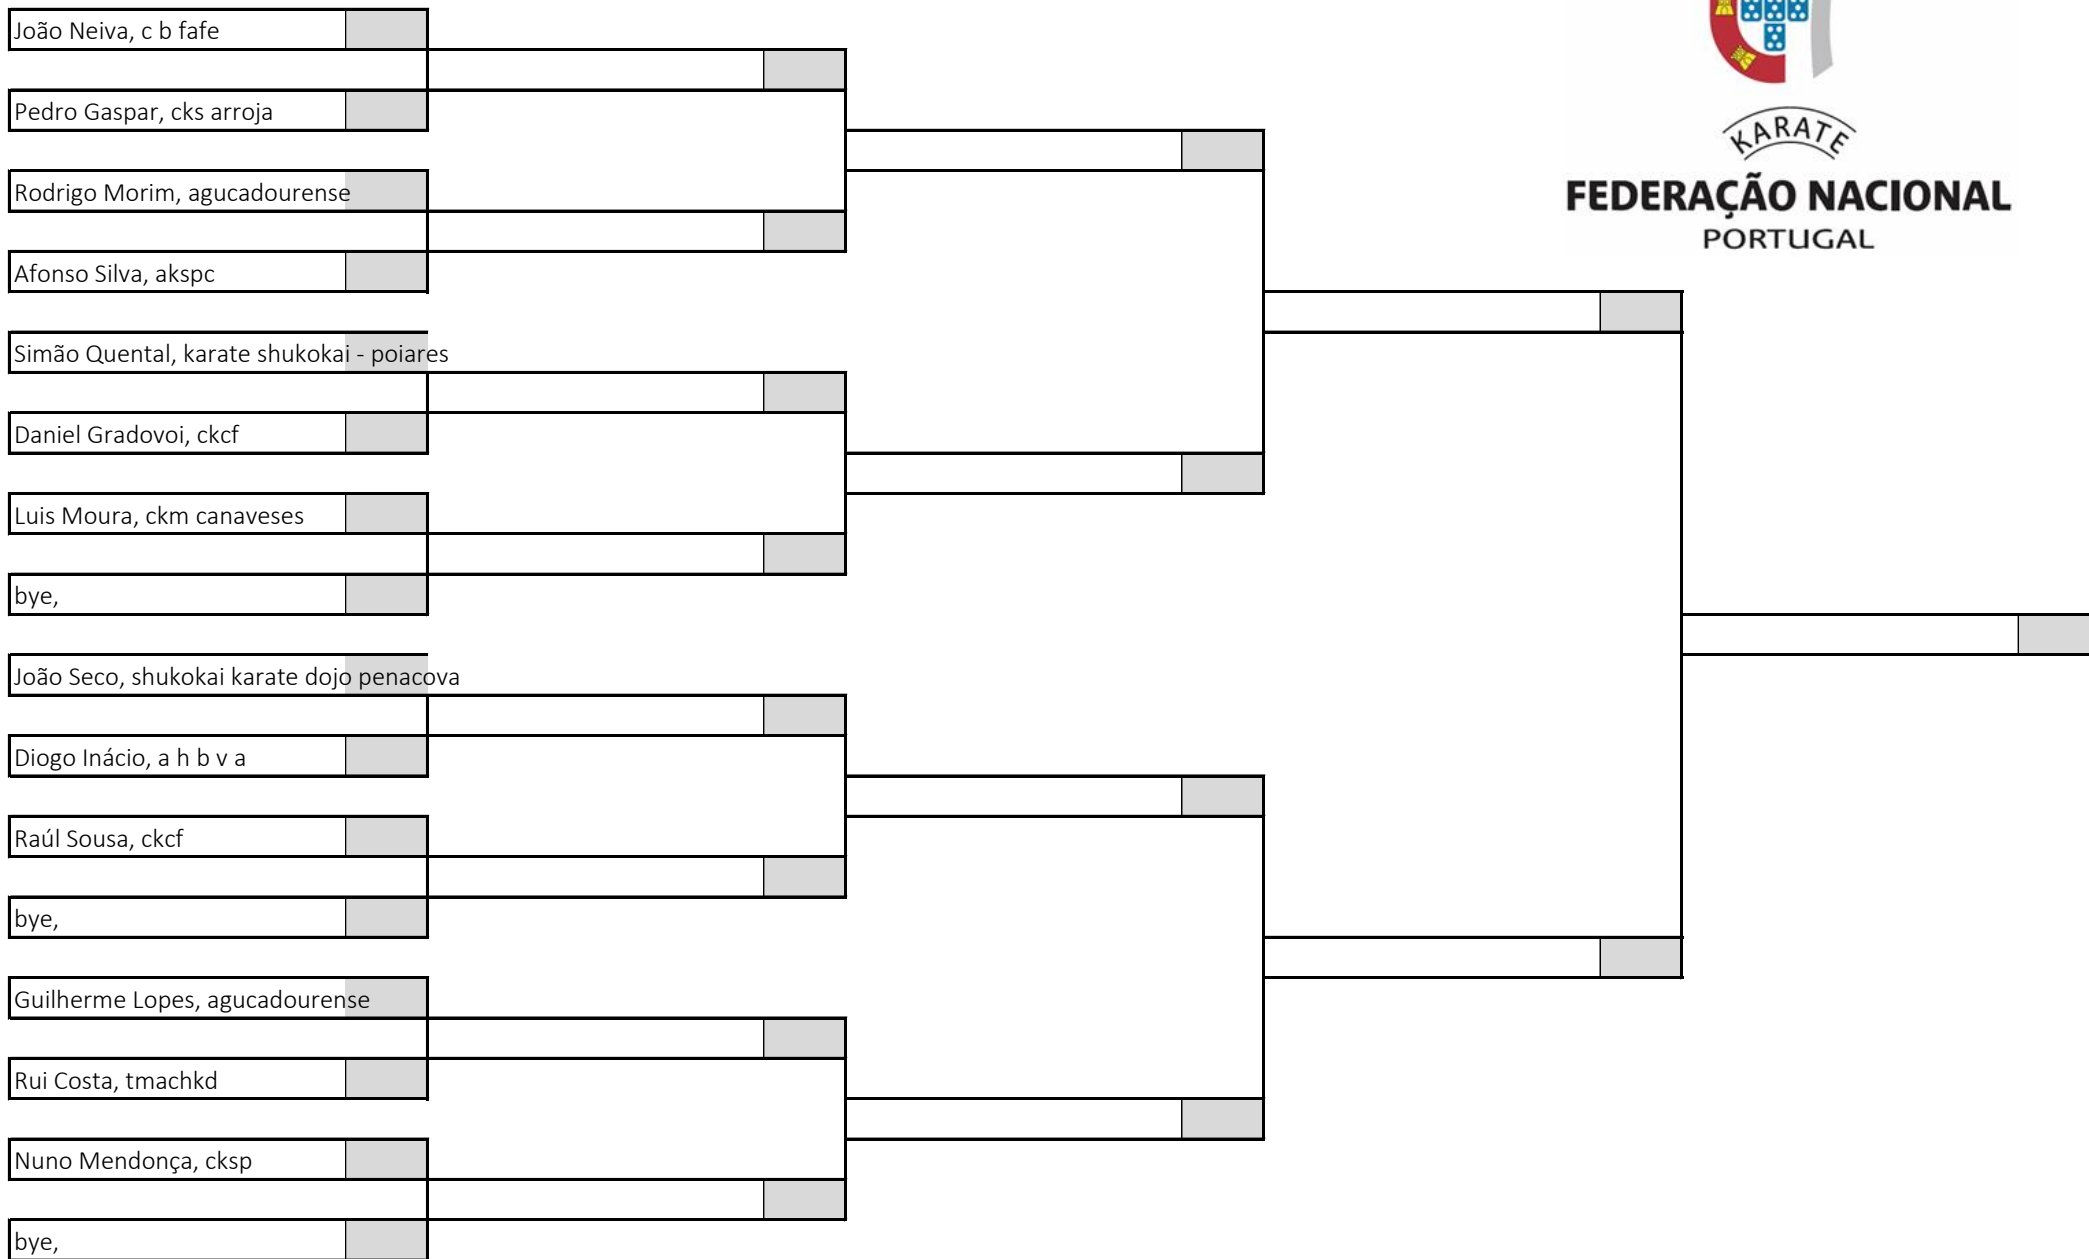 João Neiva, c b fafe
Pedro Gaspar, cks arroja
KARATE
Rodrigo Morim, agucadourense
FEDERAÇÃO NACIONAL
PORTUGAL
Afonso Silva, akspc
Simão Quental, karate shukokai - poiares
Daniel Gradovoi, ckcf
Luis Moura, ckm canaveses
bye,
João Seco, shukokai karate dojo penacova
Diogo Inácio, a h b v a
Raúl Sousa, ckcf
bye,
Guilherme Lopes, agucadourense
Rui Costa, tmachkd
Nuno Mendonça, cksp
bye,